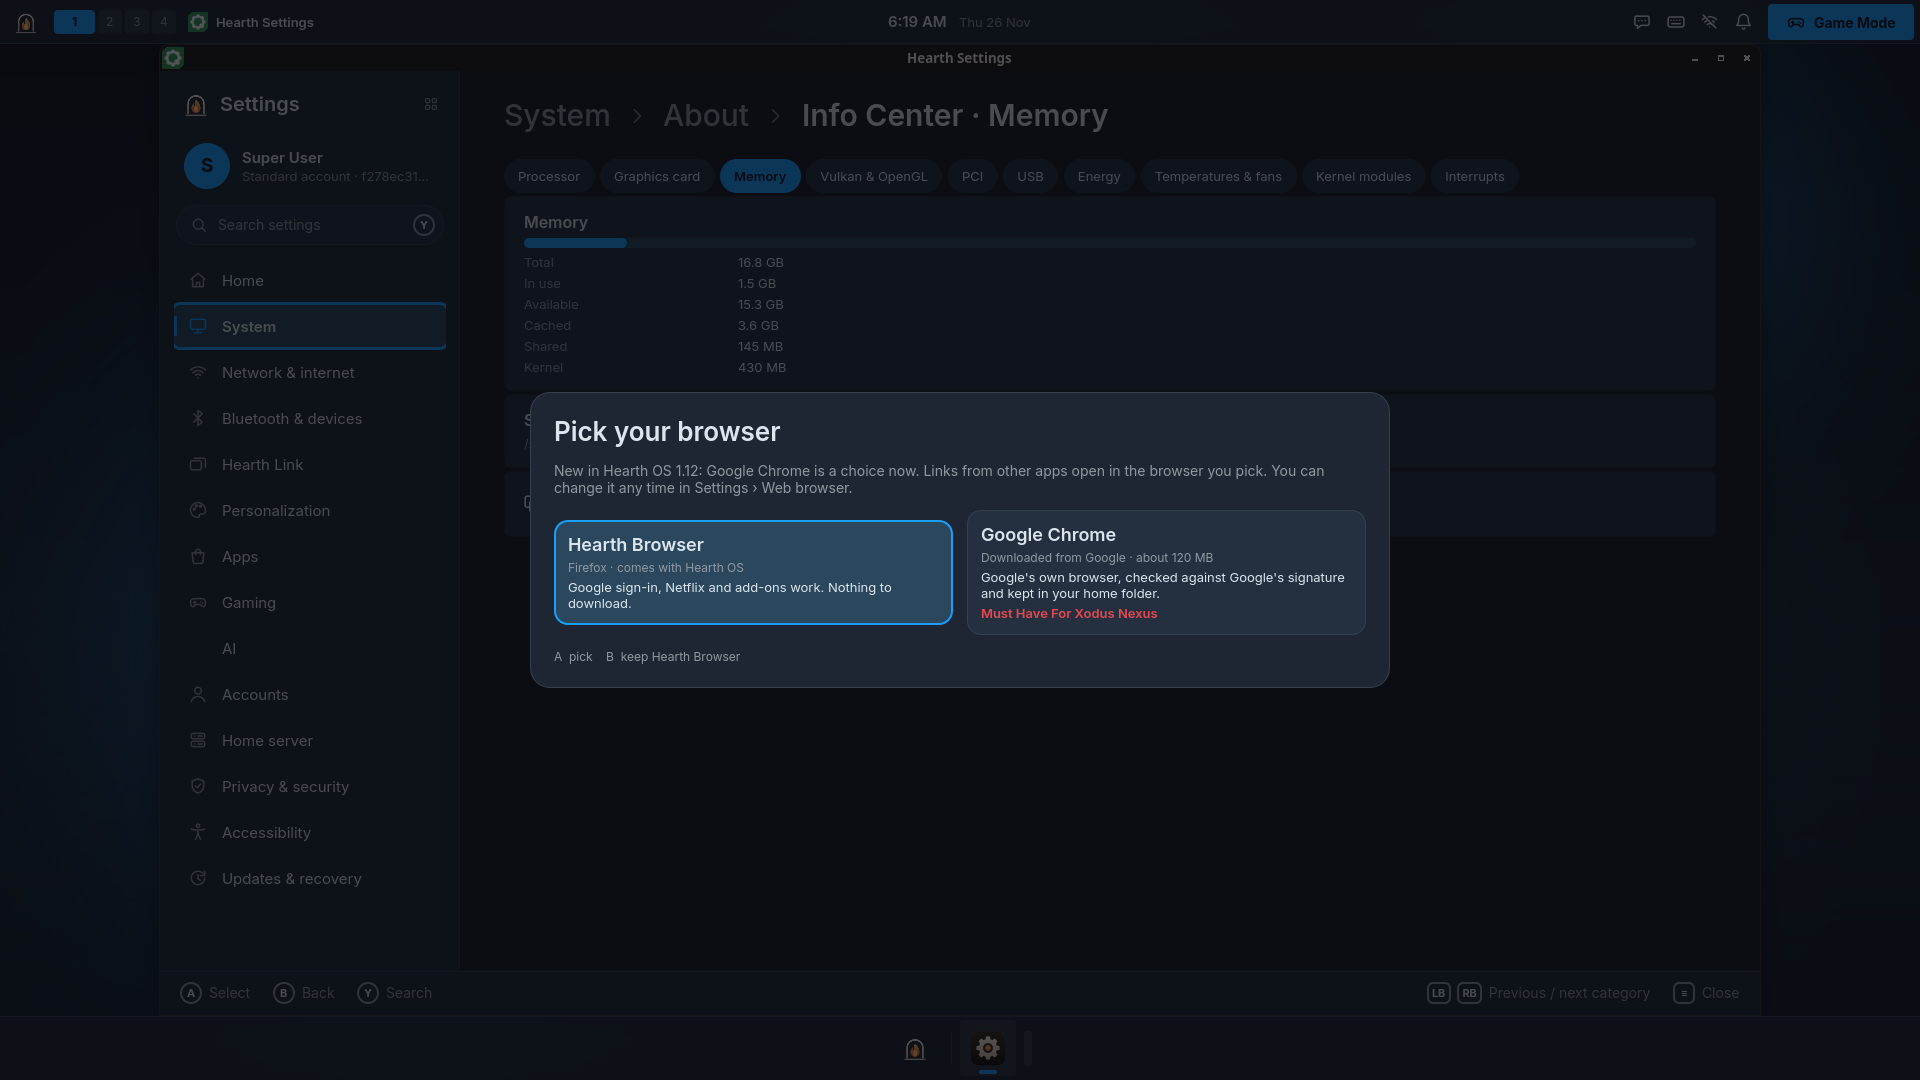 1 2 3 4 Hearth Settings 6:19 AM Thu 26 Nov Game Mode
Hearth Settings
Settings
S
Super User
Standard account · f278ec31...
Search settings Y
Home
System
Network & internet
Bluetooth & devices
Hearth Link
Personalization
Apps
Gaming
AI
Accounts
Home server
Privacy & security
Accessibility
Updates & recovery
System > About > Info Center · Memory
Processor Graphics card Memory Vulkan & OpenGL PCI USB Energy Temperatures & fans Kernel modules Interrupts
Memory
Total 16.8 GB
In use 1.5 GB
Available 15.3 GB
Cached 3.6 GB
Shared 145 MB
Kernel 430 MB
Pick your browser
New in Hearth OS 1.12: Google Chrome is a choice now. Links from other apps open in the browser you pick. You can
change it any time in Settings › Web browser.
Hearth Browser
Firefox · comes with Hearth OS
Google sign-in, Netflix and add-ons work. Nothing to
download.
Google Chrome
Downloaded from Google · about 120 MB
Google's own browser, checked against Google's signature
and kept in your home folder.
Must Have For Xodus Nexus
A pick B keep Hearth Browser
A Select B Back Y Search
LB RB Previous / next category Close